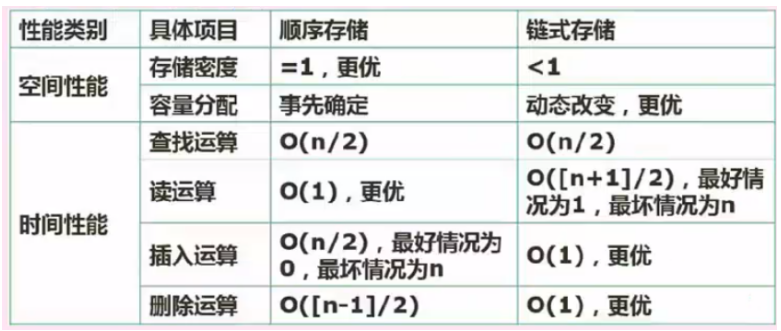 性能类别 具体项目 顺序存储 链式存储
空间性能 存储密度 =1，更优 <1
容量分配 事先确定 动态改变，更优
时间性能 查找运算 O(n/2) O(n/2)
读运算 O(1)，更优 O([n+1]/2)，最好情
况为1，最坏情况为n
插入运算 O(n/2)，最好情况为
0，最坏情况为n O(1)，更优
删除运算 O([n-1]/2) O(1)，更优